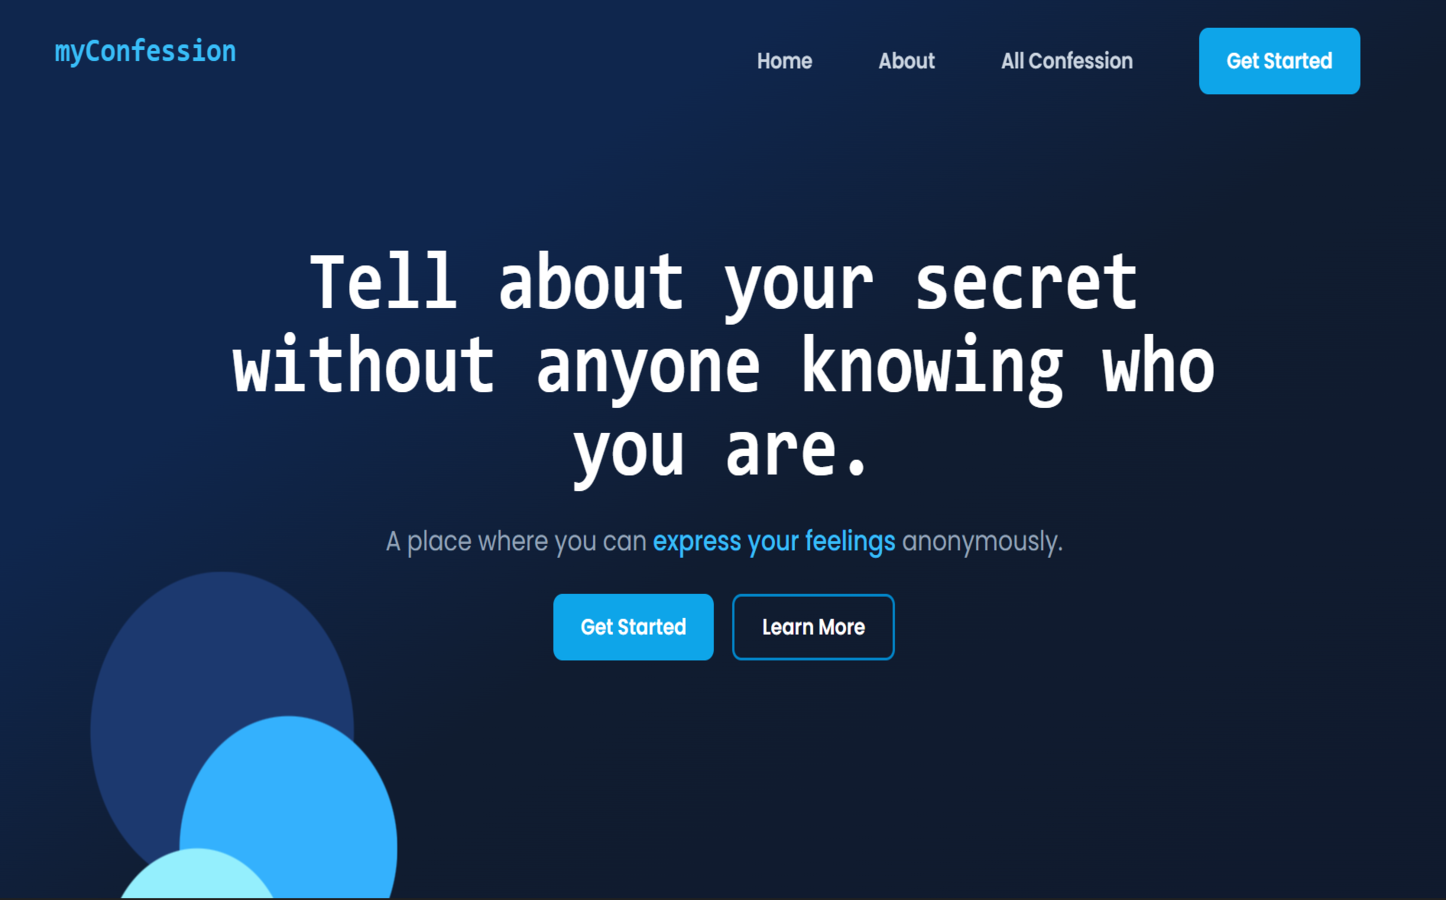 myConfession
Home About All Confession Get Started
Tell about your secret
without anyone knowing who
you are.
A place where you can express your feelings anonymously.
Get Started Learn More